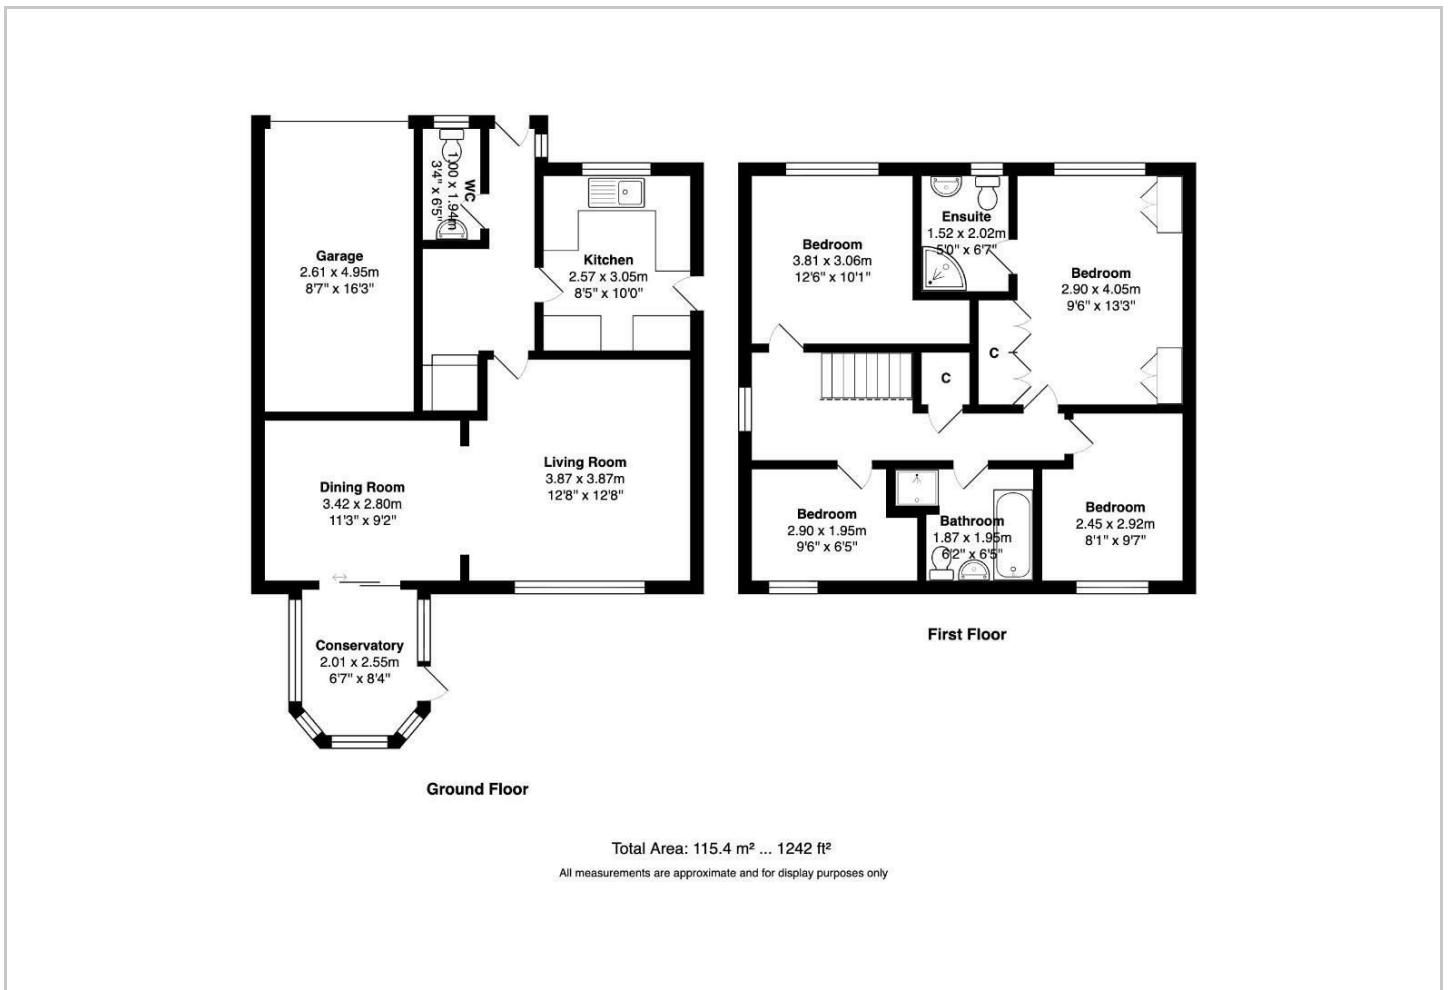 WC
1.00 x 1.94m
3'4" x 6'5"
Garage
2.61 x 4.95m
8'7" x 16'3"
Kitchen
2.57 x 3.05m
8'5" x 10'0"
Living Room
3.87 x 3.87m
12'8" x 12'8"
Dining Room
3.42 x 2.80m
11'3" x 9'2"
Conservatory
2.01 x 2.55m
6'7" x 8'4"
Ground Floor
Bedroom
3.81 x 3.06m
12'6" x 10'1"
Ensuite
1.52 x 2.02m
5'0" x 6'7"
Bedroom
2.90 x 4.05m
9'6" x 13'3"
C
C
Bedroom
2.90 x 1.95m
9'6" x 6'5"
Bathroom
1.87 x 1.95m
6'2" x 6'5"
Bedroom
2.45 x 2.92m
8'1" x 9'7"
First Floor
Total Area: 115.4 m² ... 1242 ft²
All measurements are approximate and for display purposes only